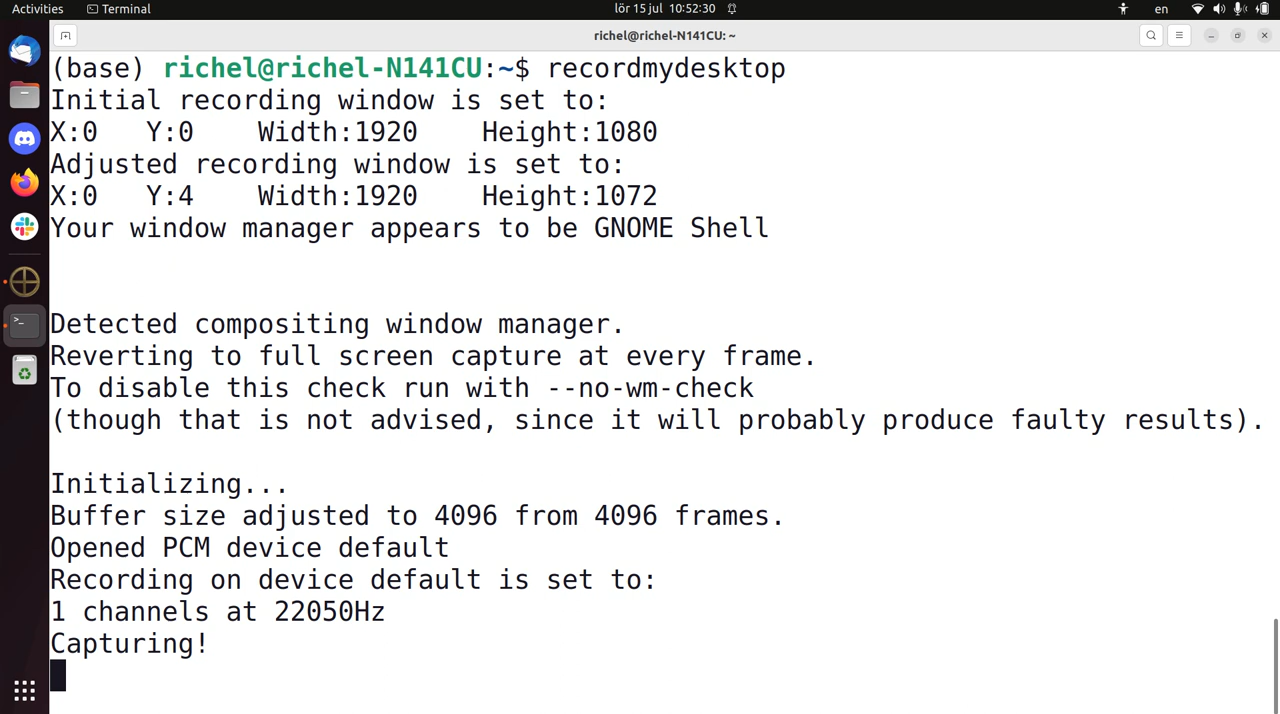 Activities Terminal lör 15 jul 10:52:30 en
richel@richel-N141CU: ~
(base) richel@richel-N141CU:~$ recordmydesktop
Initial recording window is set to:
X:0   Y:0    Width:1920    Height:1080
Adjusted recording window is set to:
X:0   Y:4    Width:1920    Height:1072
Your window manager appears to be GNOME Shell
Detected compositing window manager.
Reverting to full screen capture at every frame.
To disable this check run with --no-wm-check
(though that is not advised, since it will probably produce faulty results).
Initializing...
Buffer size adjusted to 4096 from 4096 frames.
Opened PCM device default
Recording on device default is set to:
1 channels at 22050Hz
Capturing!